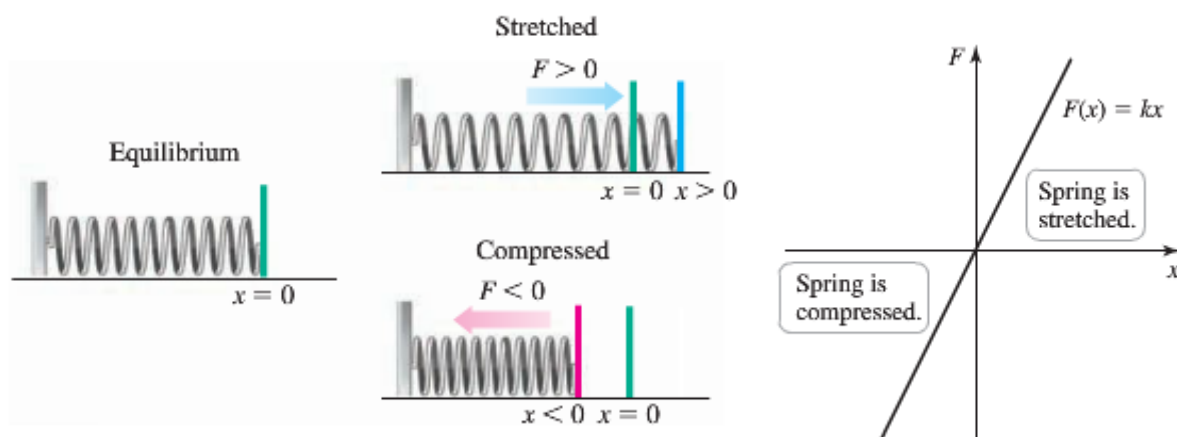 Equilibrium
x = 0
Stretched
F > 0
x = 0 x > 0
Compressed
F < 0
x < 0 x = 0
F
F(x) = kx
Spring is
stretched.
x
Spring is
compressed.